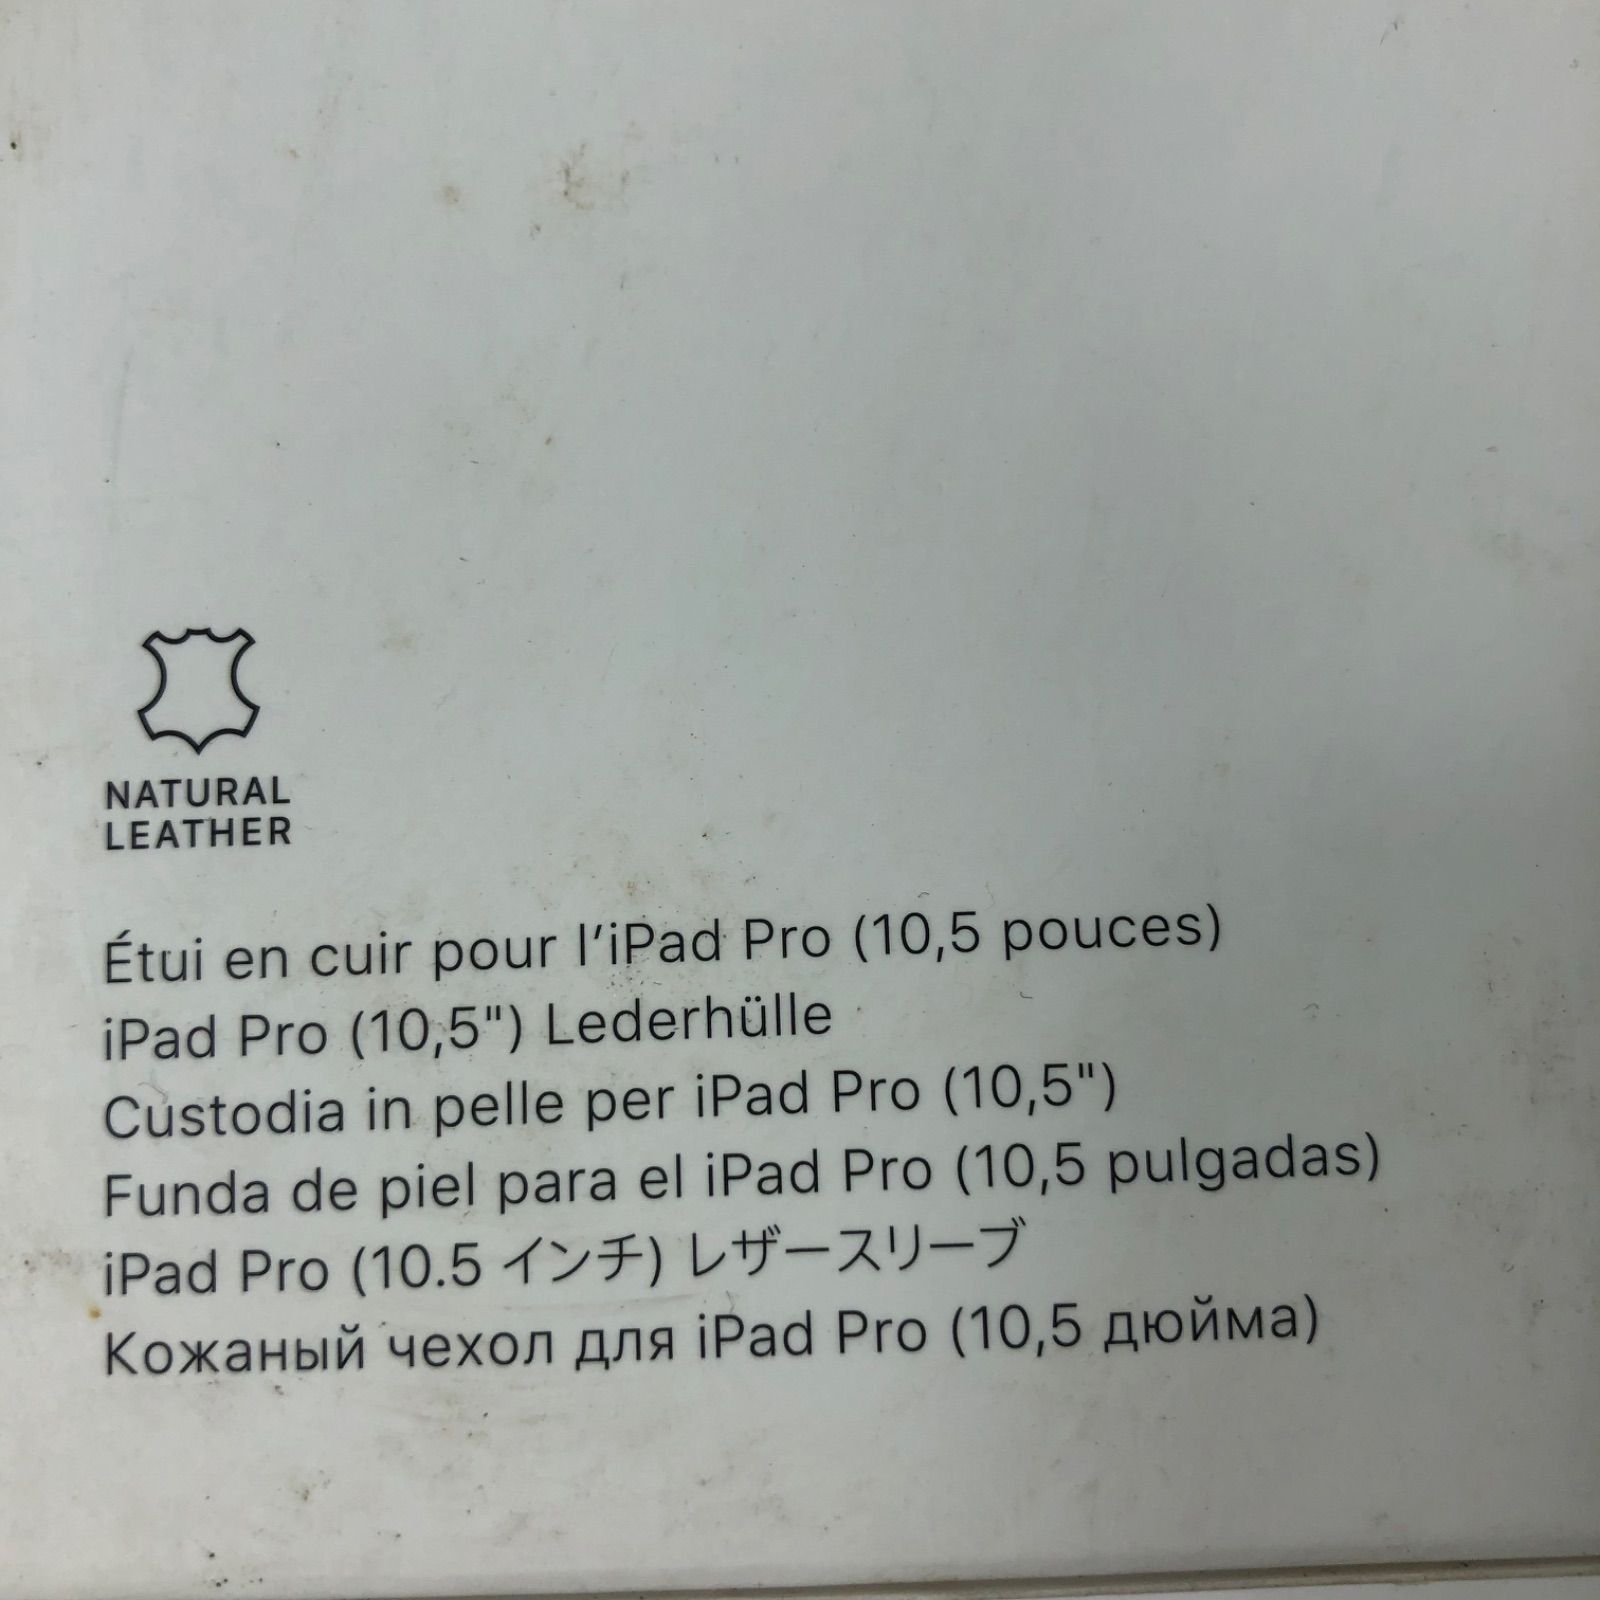 NATURAL
LEATHER
Étui en cuir pour l’iPad Pro (10,5 pouces)
iPad Pro (10,5") Lederhülle
Custodia in pelle per iPad Pro (10,5")
Funda de piel para el iPad Pro (10,5 pulgadas)
iPad Pro (10.5 インチ) レザースリーブ
Кожаный чехол для iPad Pro (10,5 дюйма)